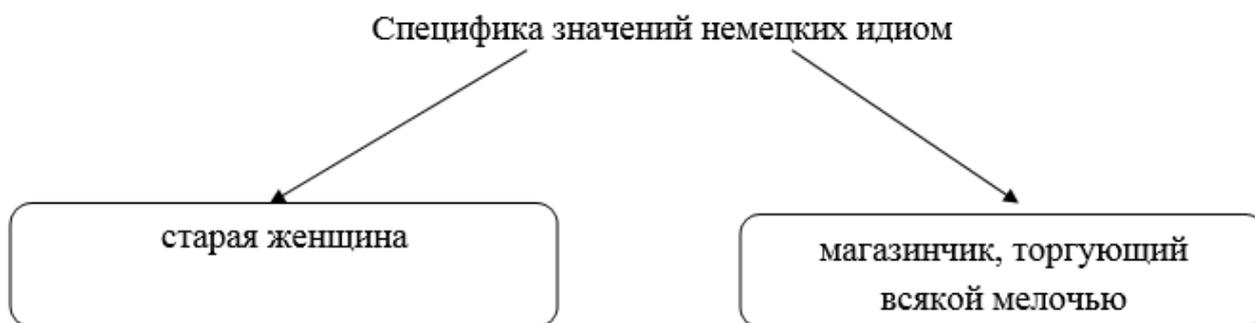 Специфика значений немецких идиом
старая женщина
магазинчик, торгующий
всякой мелочью